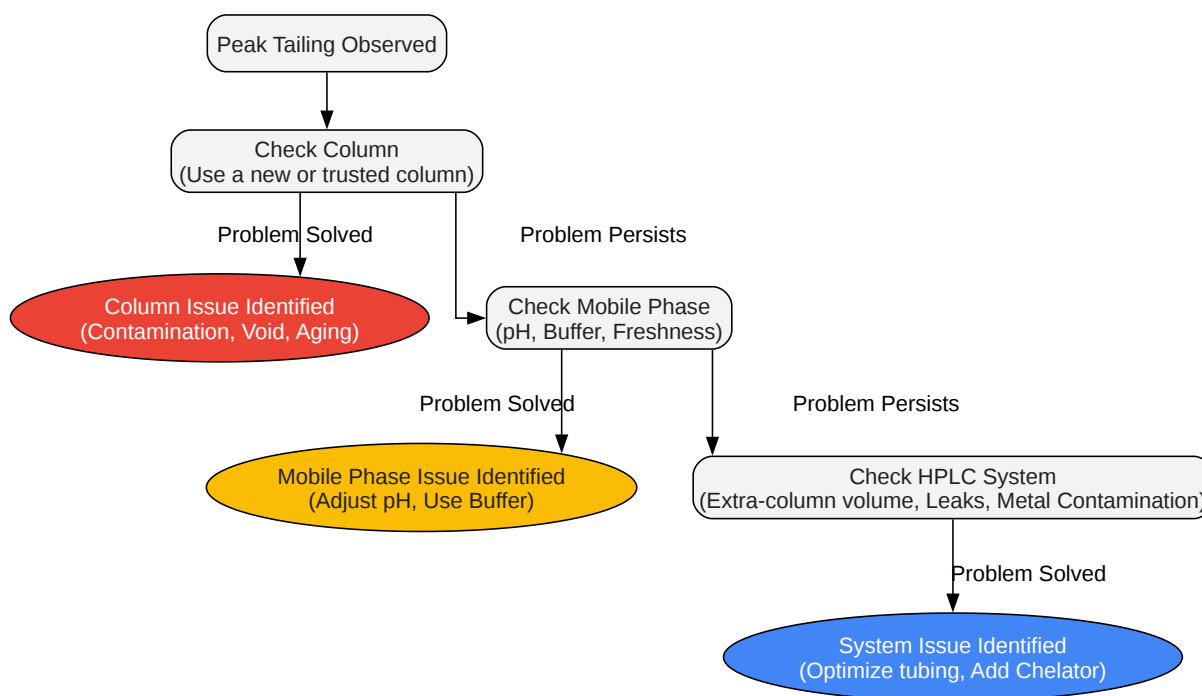 Peak Tailing Observed
Check Column
(Use a new or trusted column)
Problem Solved
Problem Persists
Column Issue Identified
(Contamination, Void, Aging)
Check Mobile Phase
(pH, Buffer, Freshness)
Problem Solved
Problem Persists
Mobile Phase Issue Identified
(Adjust pH, Use Buffer)
Check HPLC System
(Extra-column volume, Leaks, Metal Contamination)
Problem Solved
System Issue Identified
(Optimize tubing, Add Chelator)